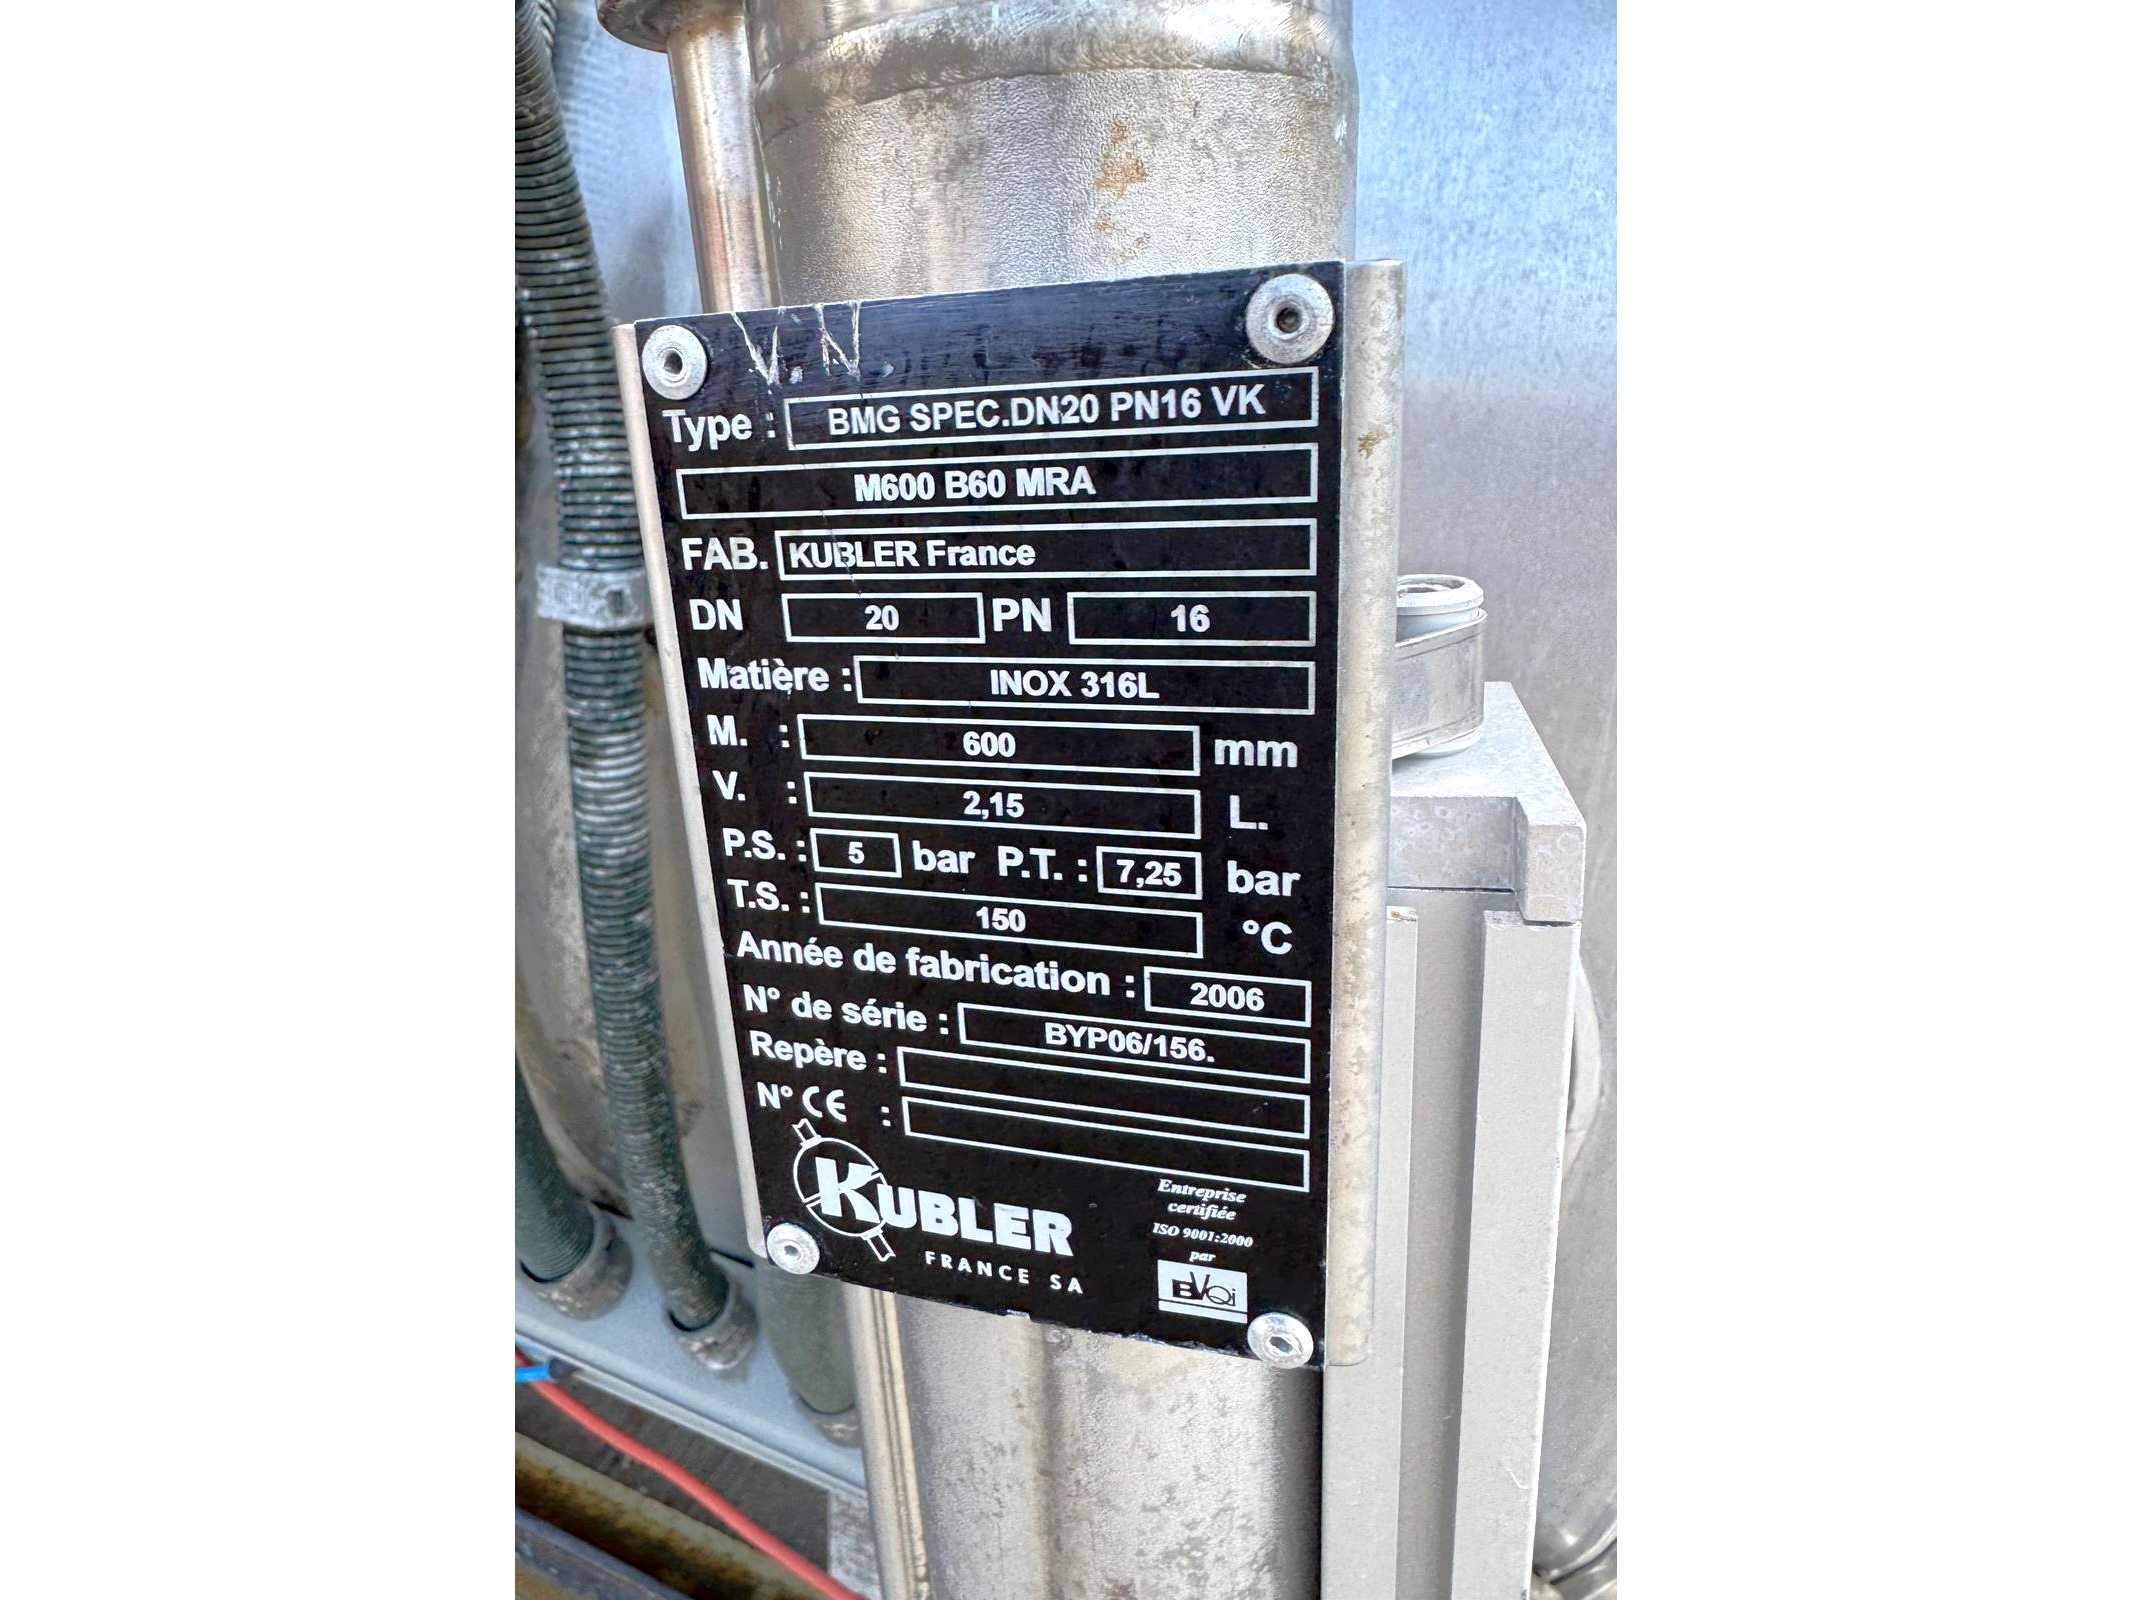 V.N.
Type : BMG SPEC.DN20 PN16 VK
M600 B60 MRA
FAB. KUBLER France
DN 20 PN 16
Matière : INOX 316L
M. : 600 mm
V. : 2,15 L.
P.S. : 5 bar P.T. : 7,25 bar
T.S. : 150 °C
Année de fabrication : 2006
N° de série : BYP06/156.
Repère :
N° CE :
KUBLER
FRANCE SA
Entreprise
certifiée
ISO 9001:2000
par
BVQi